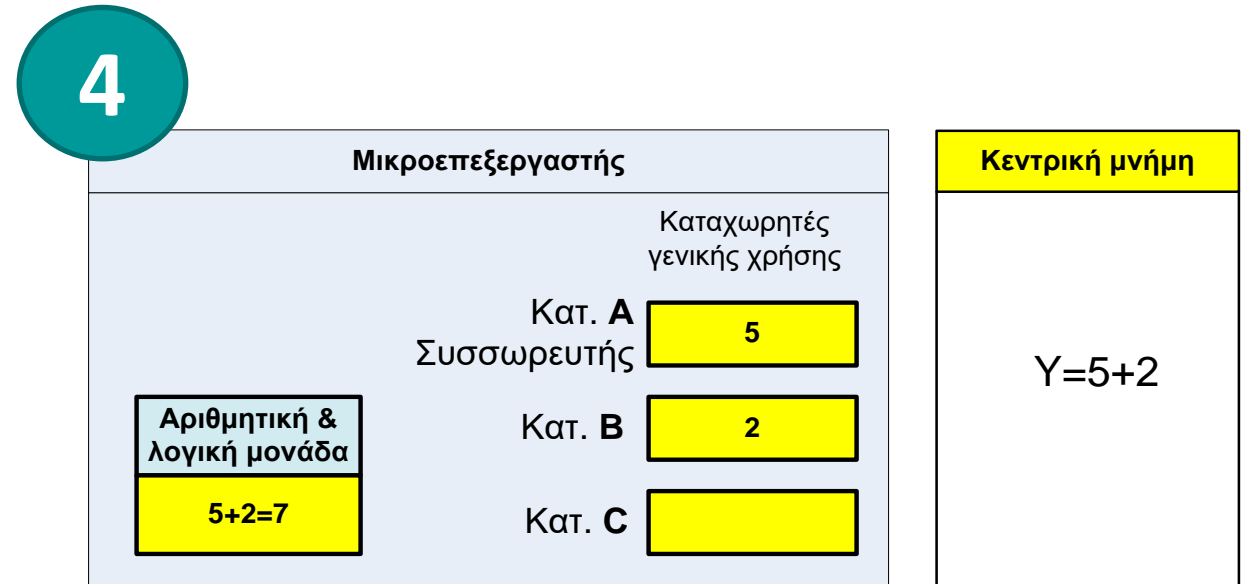 4
Μικροεπεξεργαστής
Κεντρική μνήμη
Καταχωρητές
γενικής χρήσης
Κατ. A
Συσσωρευτής
5
Y=5+2
Αριθμητική &
λογική μονάδα
Κατ. B
2
5+2=7
Κατ. C